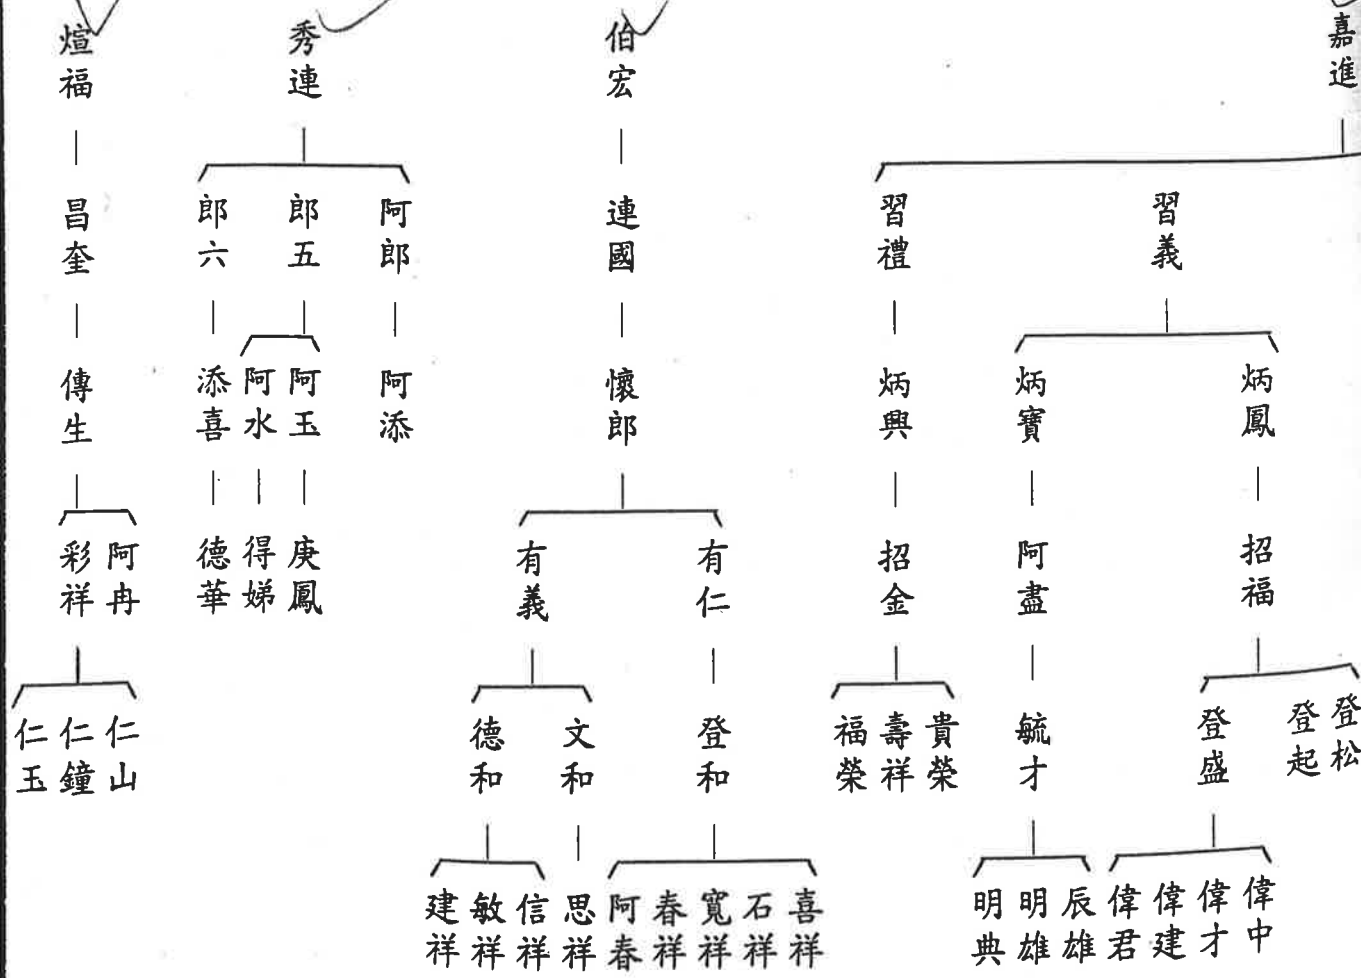 嘉進
伯宏
秀連
煊福
習義
習禮
連國
阿郎
郎五
郎六
昌奎
炳鳳
炳寶
炳興
懷郎
阿添
阿玉
阿水
添喜
傳生
招福
阿盡
招金
有仁
有義
庚鳳
得娣
德華
阿冉
彩祥
登松
登起
登盛
毓才
貴榮
壽祥
福榮
登和
文和
德和
仁山
仁鐘
仁玉
偉中
偉才
偉建
偉君
辰雄
明雄
明典
喜祥
石祥
寬祥
春祥
阿春
思祥
信祥
敏祥
建祥